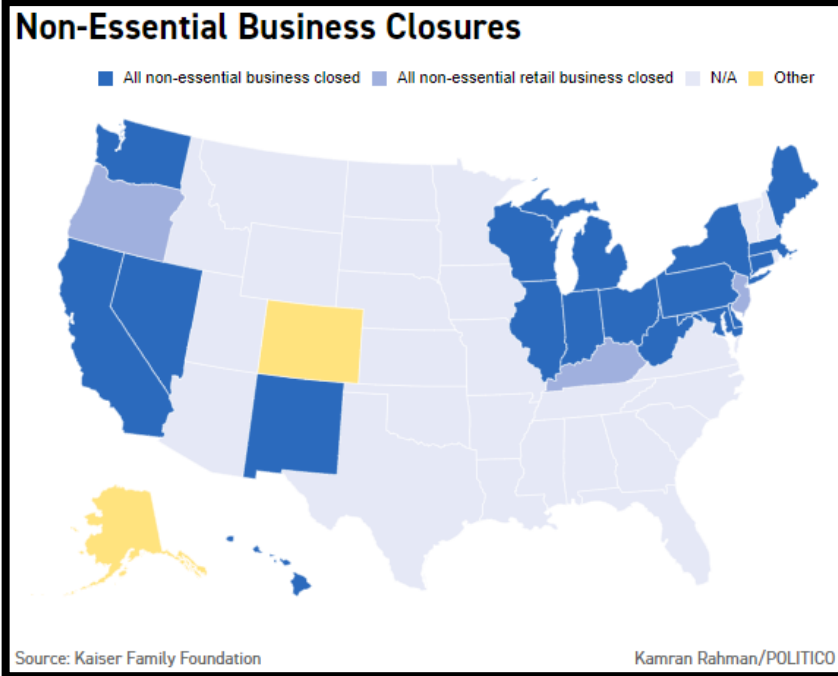 Non-Essential Business Closures
All non-essential business closed All non-essential retail business closed N/A Other
Source: Kaiser Family Foundation Kamran Rahman/POLITICO